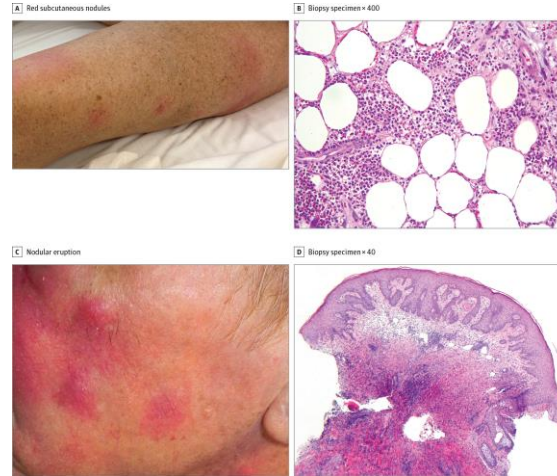 A Red subcutaneous nodules
B Biopsy specimen × 400
C Nodular eruption
D Biopsy specimen × 40